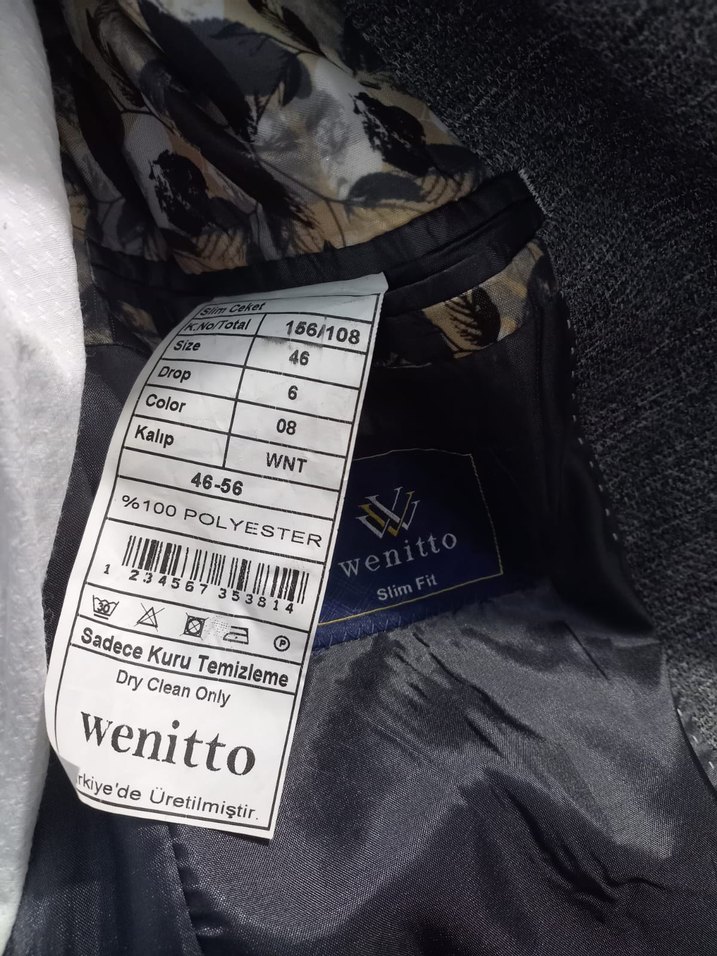 Slim Ceket
K.No/Total 156/108
Size 46
Drop 6
Color 08
Kalıp WNT
46-56
%100 POLYESTER
1 234567 353814
30 P
Sadece Kuru Temizleme
Dry Clean Only
wenitto
rkiye'de Üretilmiştir.
wenitto
Slim Fit